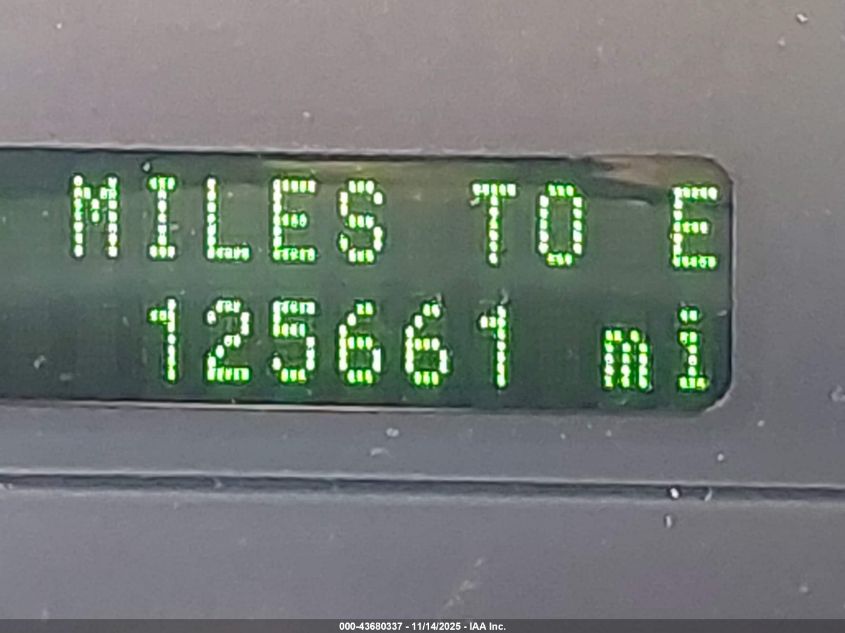 MILES TO E
125661 mi
000-43680337 - 11/14/2025 - IAA Inc.